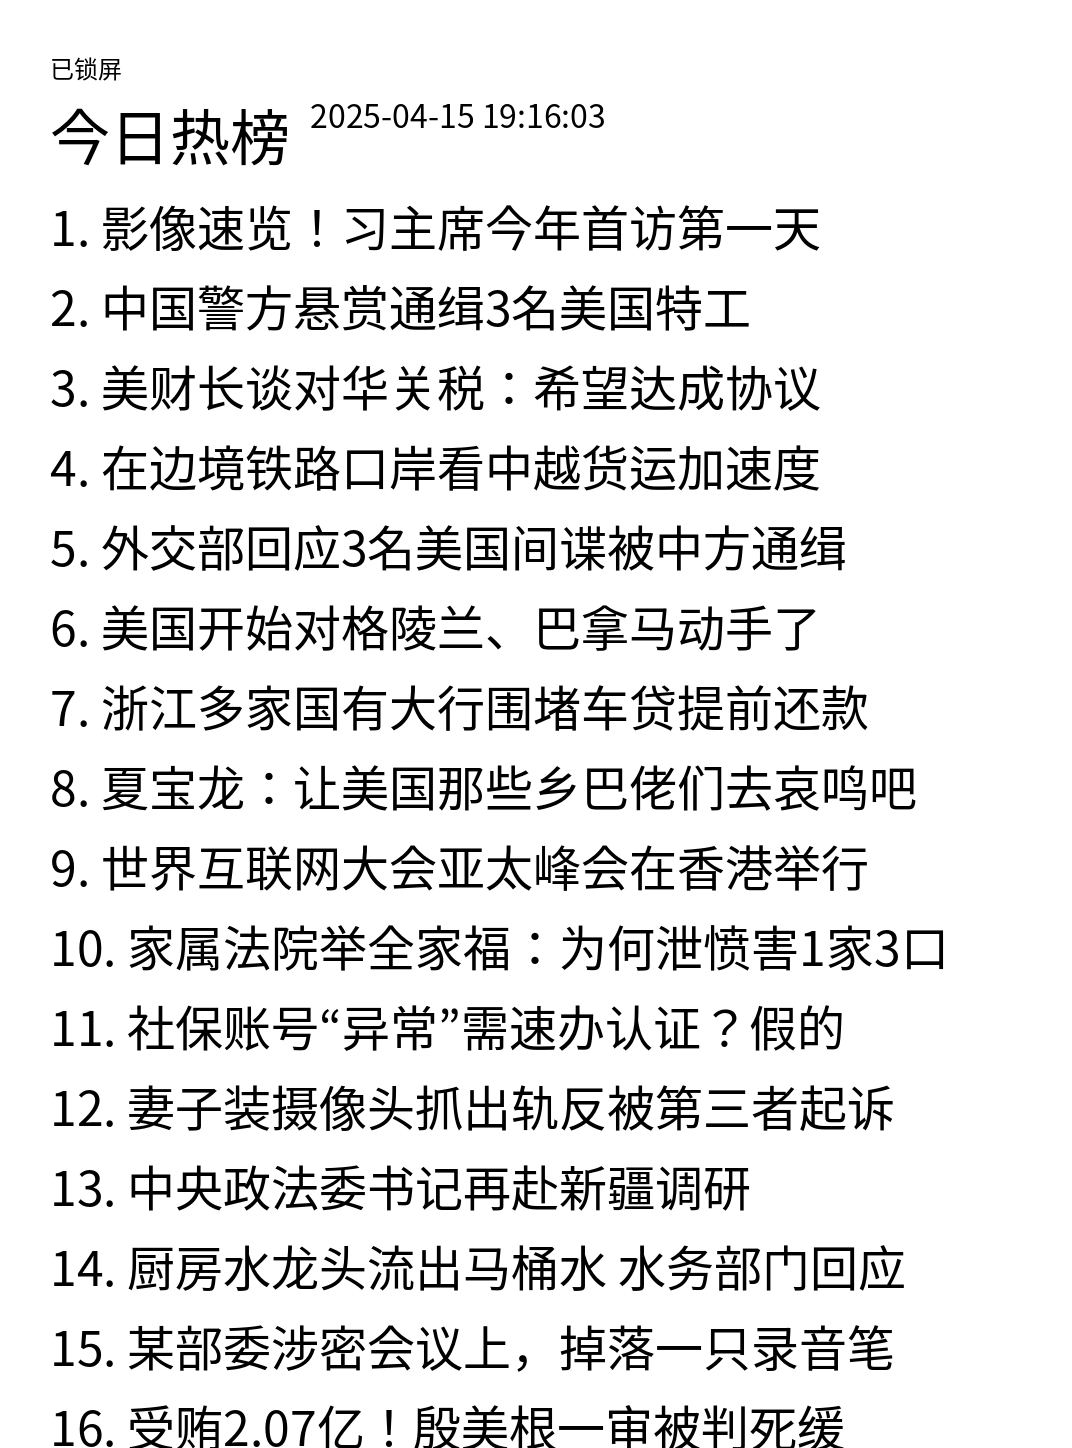 已锁屏
今日热榜 2025-04-15 19:16:03
1. 影像速览！习主席今年首访第一天
2. 中国警方悬赏通缉3名美国特工
3. 美财长谈对华关税：希望达成协议
4. 在边境铁路口岸看中越货运加速度
5. 外交部回应3名美国间谍被中方通缉
6. 美国开始对格陵兰、巴拿马动手了
7. 浙江多家国有大行围堵车贷提前还款
8. 夏宝龙：让美国那些乡巴佬们去哀鸣吧
9. 世界互联网大会亚太峰会在香港举行
10. 家属法院举全家福：为何泄愤害1家3口
11. 社保账号“异常”需速办认证？假的
12. 妻子装摄像头抓出轨反被第三者起诉
13. 中央政法委书记再赴新疆调研
14. 厨房水龙头流出马桶水 水务部门回应
15. 某部委涉密会议上，掉落一只录音笔
16. 受贿2.07亿！殷美根一审被判死缓